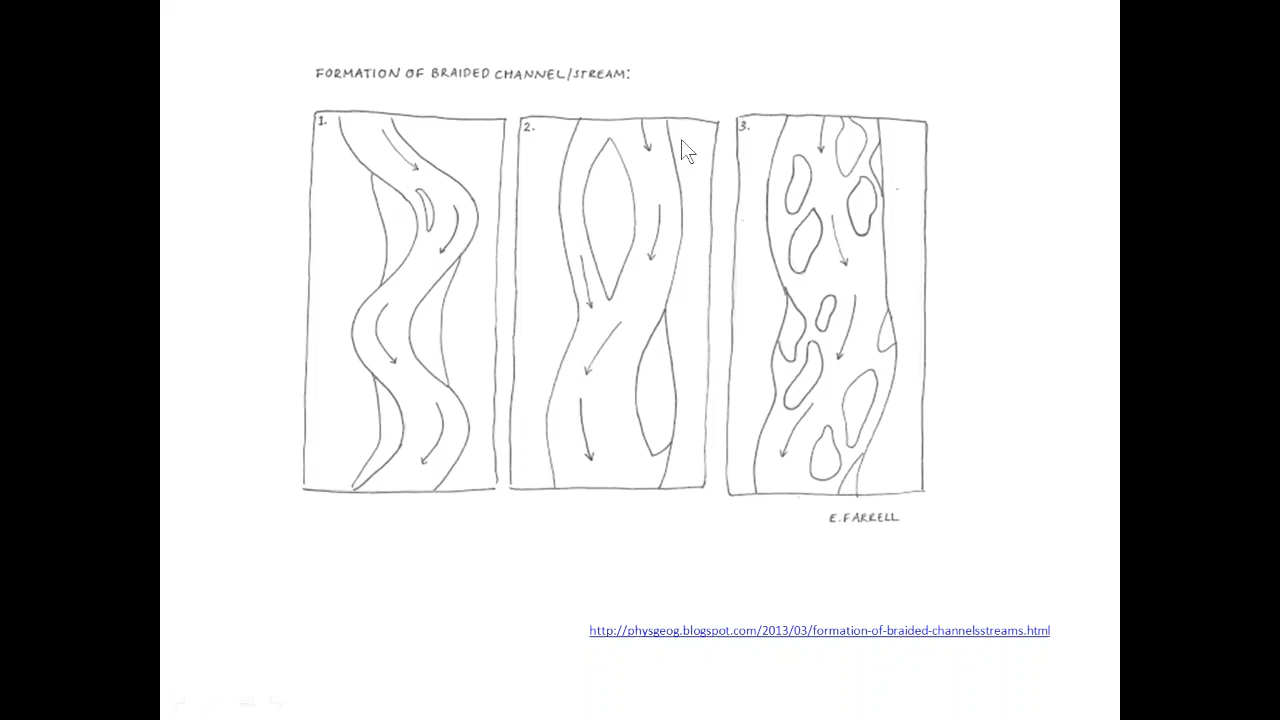 FORMATION OF BRAIDED CHANNEL/STREAM:
1.
2.
3.
E. FARRELL
http://physgeog.blogspot.com/2013/03/formation-of-braided-channelsstreams.html